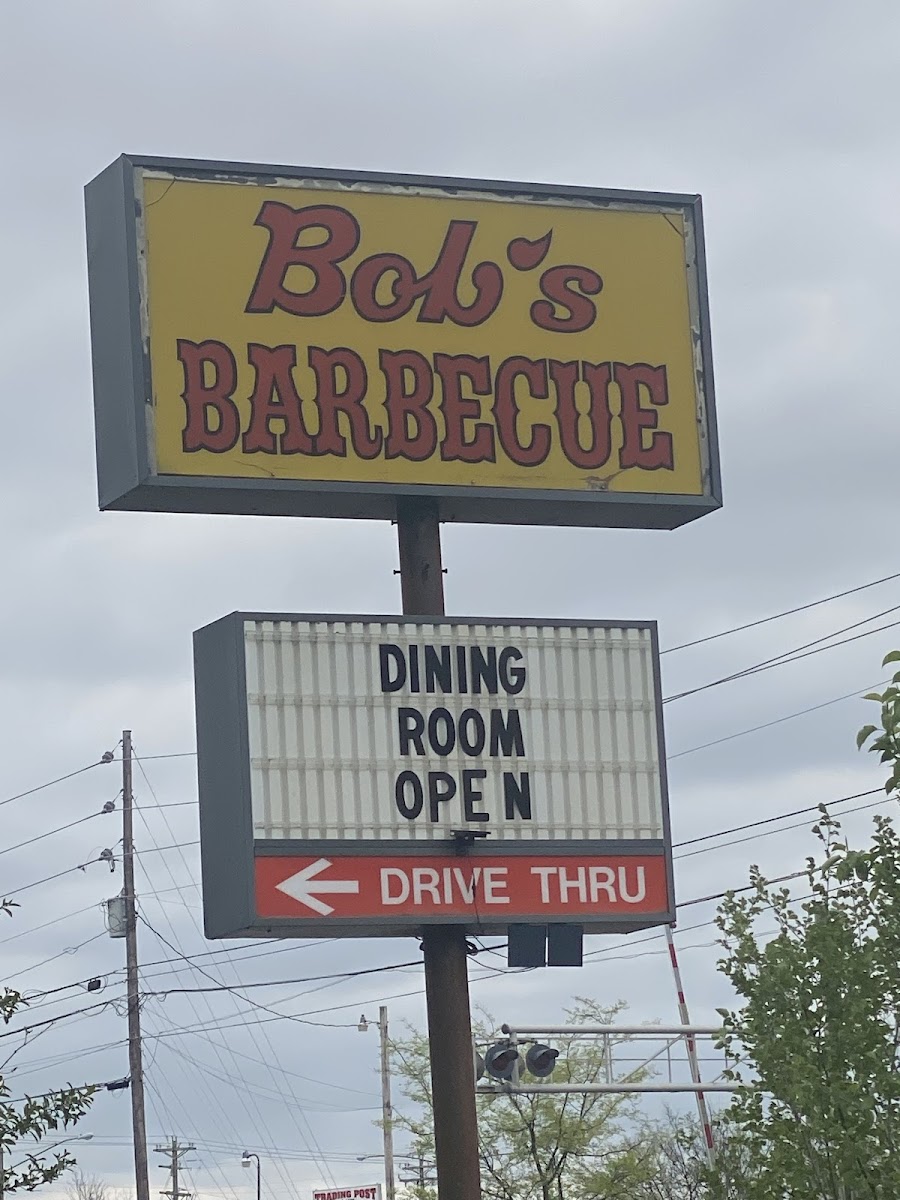 Bob's
BARBECUE
DINING
ROOM
OPEN
DRIVE THRU
TRADING POST